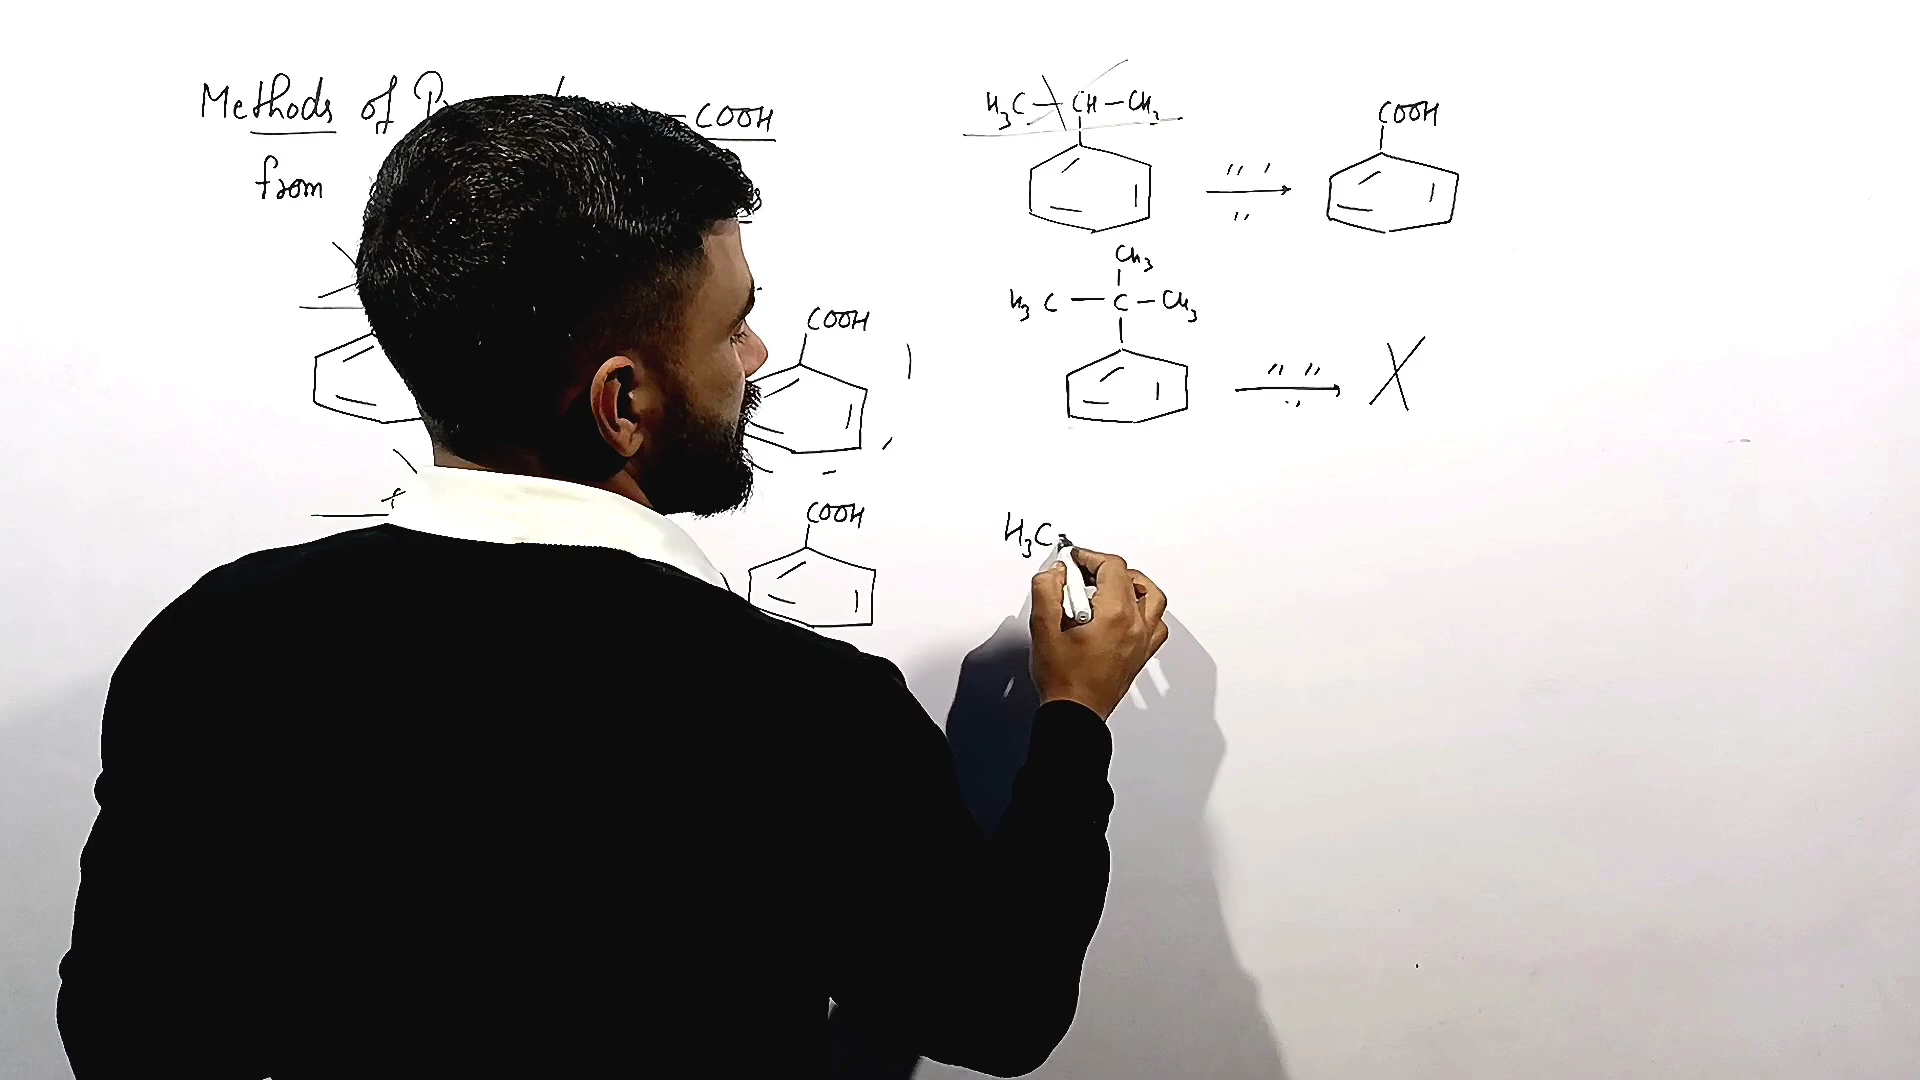 Methods of —COOH
from
COOH
COOH
H₃C—CH—CH₃
COOH
CH₃
H₃C—C—CH₃
X
H₃C